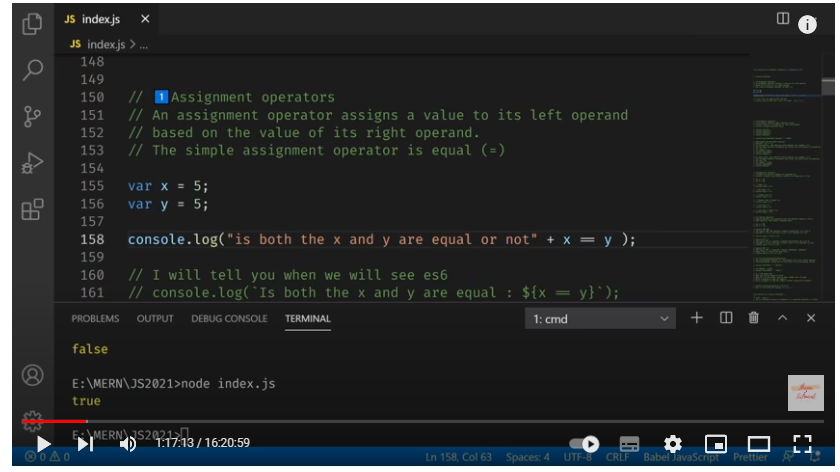 JS index.js ×
JS index.js > ...
148
149
150 // 1 Assignment operators
151 // An assignment operator assigns a value to its left operand
152 // based on the value of its right operand.
153 // The simple assignment operator is equal (=)
154
155 var x = 5;
156 var y = 5;
157
158 console.log("is both the x and y are equal or not" + x == y );
159
160 // I will tell you when we will see es6
161 // console.log(`Is both the x and y are equal : ${x == y}`);
PROBLEMS OUTPUT DEBUG CONSOLE TERMINAL 1: cmd
false
E:\MERN\JS2021>node index.js
true
E:\MERN\JS2021>
1:17:13 / 16:20:59
0 0 Ln 158, Col 63 Spaces: 4 UTF-8 CRLF Babel JavaScript Prettier